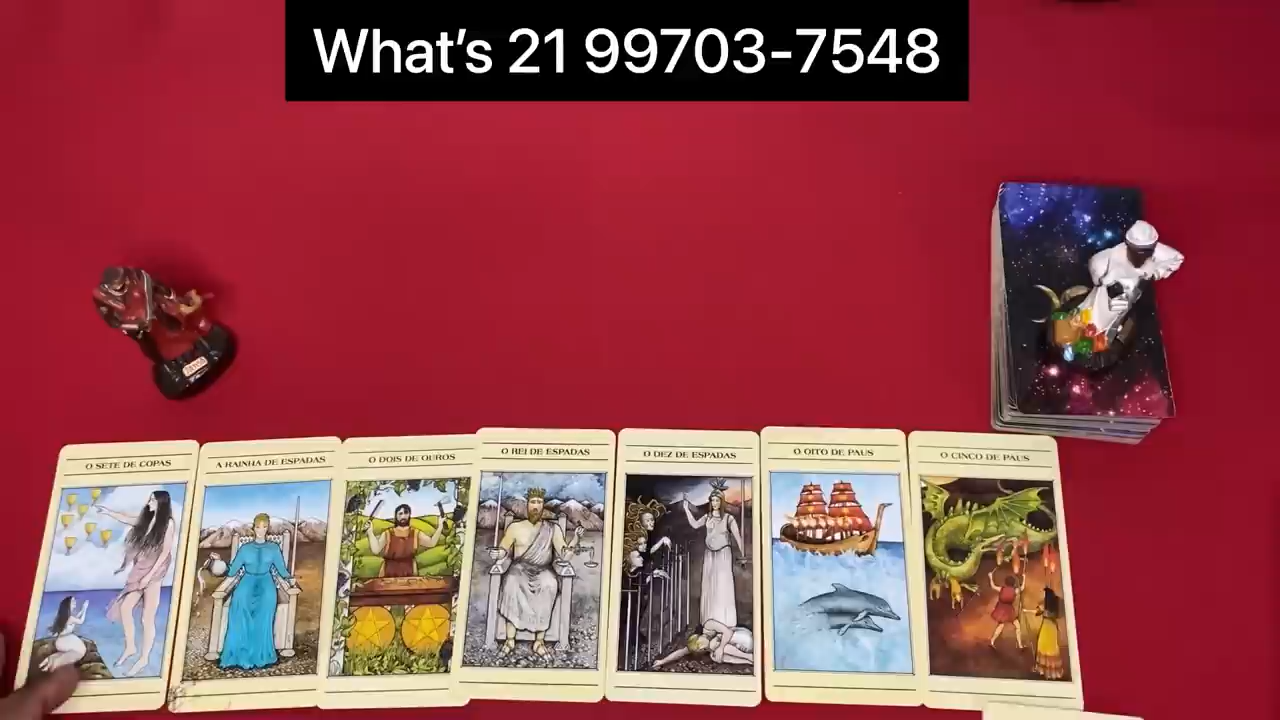 What’s 21 99703-7548
O SETE DE COPAS
A RAINHA DE ESPADAS
O DOIS DE OUROS
O REI DE ESPADAS
O DEZ DE ESPADAS
O OITO DE PAUS
O CINCO DE PAUS